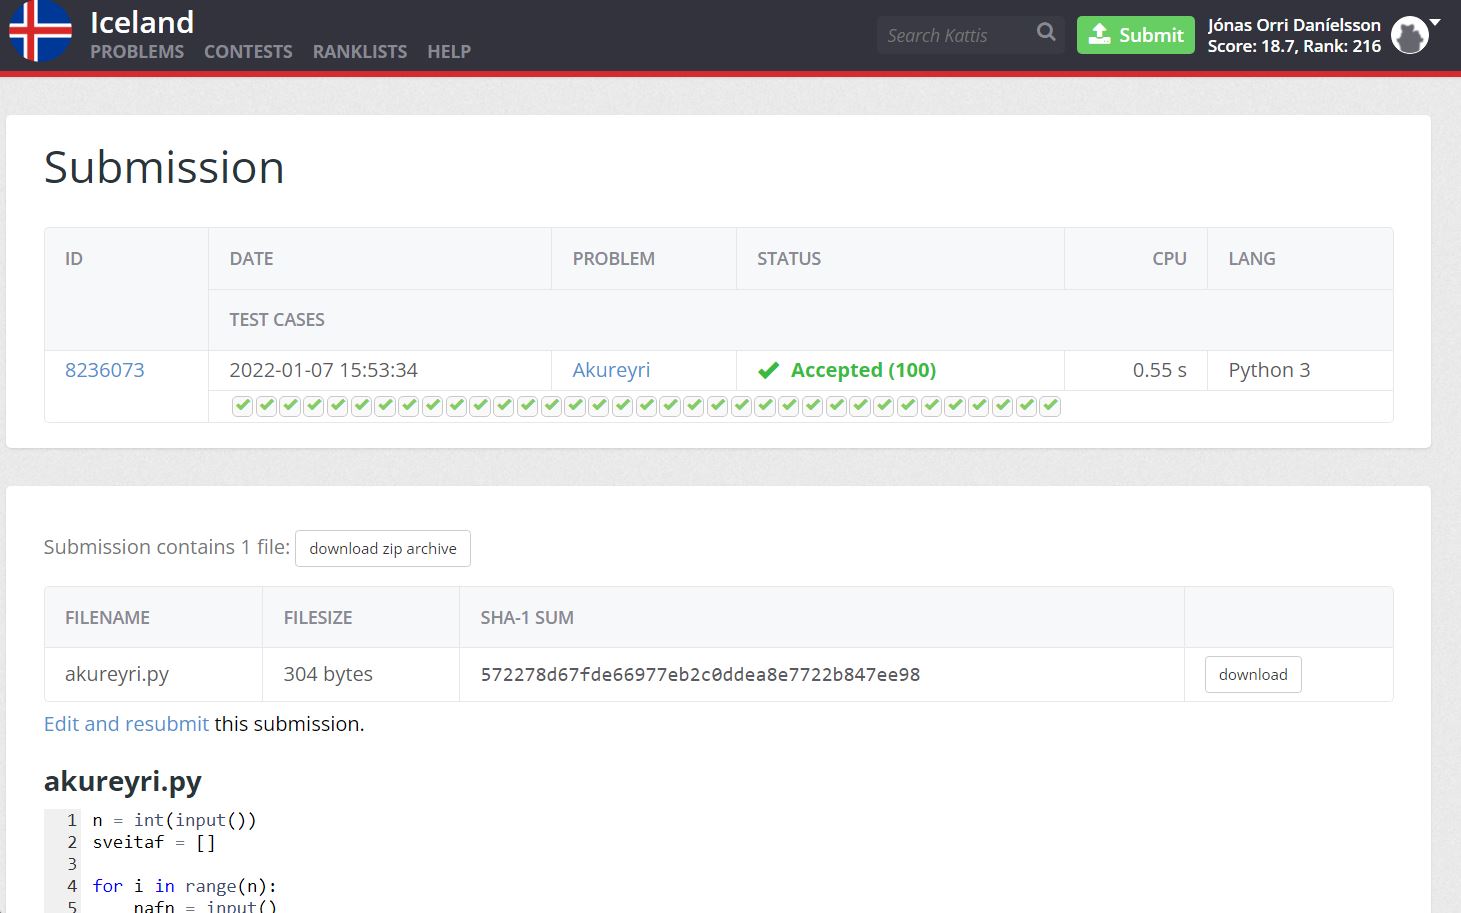 Iceland
PROBLEMS CONTESTS RANKLISTS HELP
Search Kattis
Submit
Jónas Orri Daníelsson
Score: 18.7, Rank: 216
Submission
ID DATE PROBLEM STATUS CPU LANG
TEST CASES
8236073 2022-01-07 15:53:34 Akureyri Accepted (100) 0.55 s Python 3
Submission contains 1 file: download zip archive
FILENAME FILESIZE SHA-1 SUM
akureyri.py 304 bytes 572278d67fde66977eb2c0ddea8e7722b847ee98 download
Edit and resubmit this submission.
akureyri.py
1 n = int(input())
2 sveitaf = []
3
4 for i in range(n):
5 nafn = input()